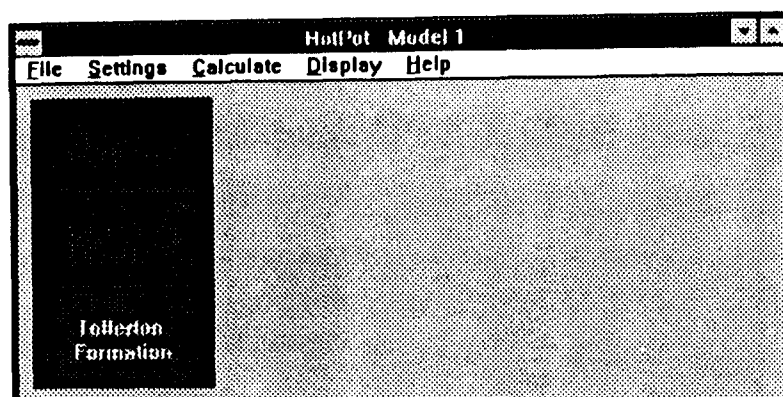 HotPot Model 1
File Settings Calculate Display Help
Tollerton
Formation